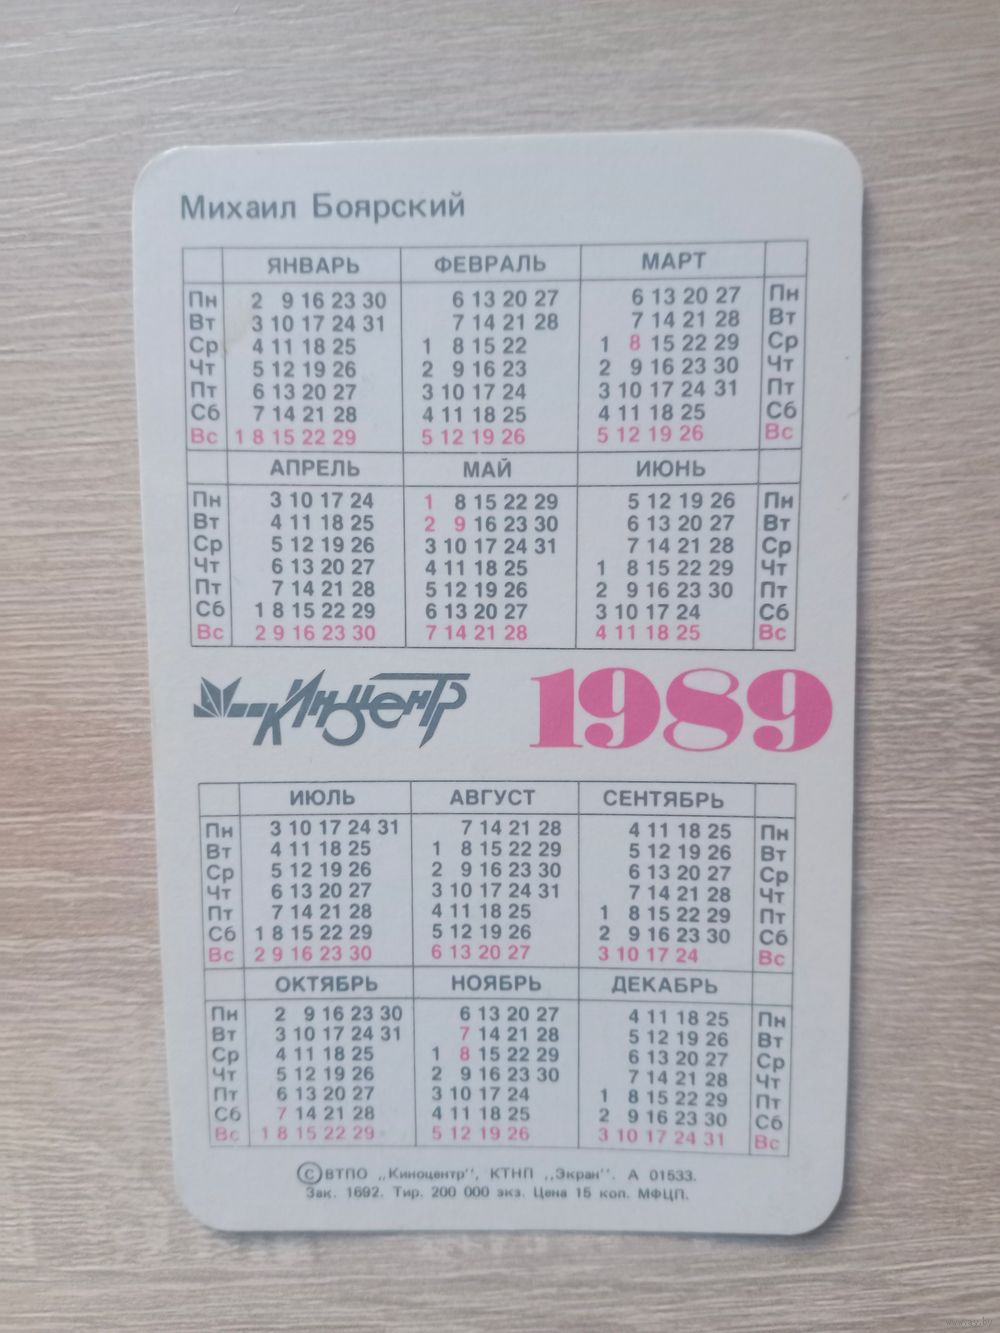 Михаил Боярский
ЯНВАРЬ ФЕВРАЛЬ МАРТ
Пн 2 9 16 23 30 6 13 20 27 6 13 20 27 Пн
Вт 3 10 17 24 31 7 14 21 28 7 14 21 28 Вт
Ср 4 11 18 25 1 8 15 22 1 8 15 22 29 Ср
Чт 5 12 19 26 2 9 16 23 2 9 16 23 30 Чт
Пт 6 13 20 27 3 10 17 24 3 10 17 24 31 Пт
Сб 7 14 21 28 4 11 18 25 4 11 18 25 Сб
Вс 1 8 15 22 29 5 12 19 26 5 12 19 26 Вс
АПРЕЛЬ МАЙ ИЮНЬ
Пн 3 10 17 24 1 8 15 22 29 5 12 19 26 Пн
Вт 4 11 18 25 2 9 16 23 30 6 13 20 27 Вт
Ср 5 12 19 26 3 10 17 24 31 7 14 21 28 Ср
Чт 6 13 20 27 4 11 18 25 1 8 15 22 29 Чт
Пт 7 14 21 28 5 12 19 26 2 9 16 23 30 Пт
Сб 1 8 15 22 29 6 13 20 27 3 10 17 24 Сб
Вс 2 9 16 23 30 7 14 21 28 4 11 18 25 Вс
Киноцентр 1989
ИЮЛЬ АВГУСТ СЕНТЯБРЬ
Пн 3 10 17 24 31 7 14 21 28 4 11 18 25 Пн
Вт 4 11 18 25 1 8 15 22 29 5 12 19 26 Вт
Ср 5 12 19 26 2 9 16 23 30 6 13 20 27 Ср
Чт 6 13 20 27 3 10 17 24 31 7 14 21 28 Чт
Пт 7 14 21 28 4 11 18 25 1 8 15 22 29 Пт
Сб 1 8 15 22 29 5 12 19 26 2 9 16 23 30 Сб
Вс 2 9 16 23 30 6 13 20 27 3 10 17 24 Вс
ОКТЯБРЬ НОЯБРЬ ДЕКАБРЬ
Пн 2 9 16 23 30 6 13 20 27 4 11 18 25 Пн
Вт 3 10 17 24 31 7 14 21 28 5 12 19 26 Вт
Ср 4 11 18 25 1 8 15 22 29 6 13 20 27 Ср
Чт 5 12 19 26 2 9 16 23 30 7 14 21 28 Чт
Пт 6 13 20 27 3 10 17 24 1 8 15 22 29 Пт
Сб 7 14 21 28 4 11 18 25 2 9 16 23 30 Сб
Вс 1 8 15 22 29 5 12 19 26 3 10 17 24 31 Вс
©ВТПО „Киноцентр", КТНП „Экран". А 01533.
Зак. 1692. Тир. 200 000 экз. Цена 15 коп. МФЦП.